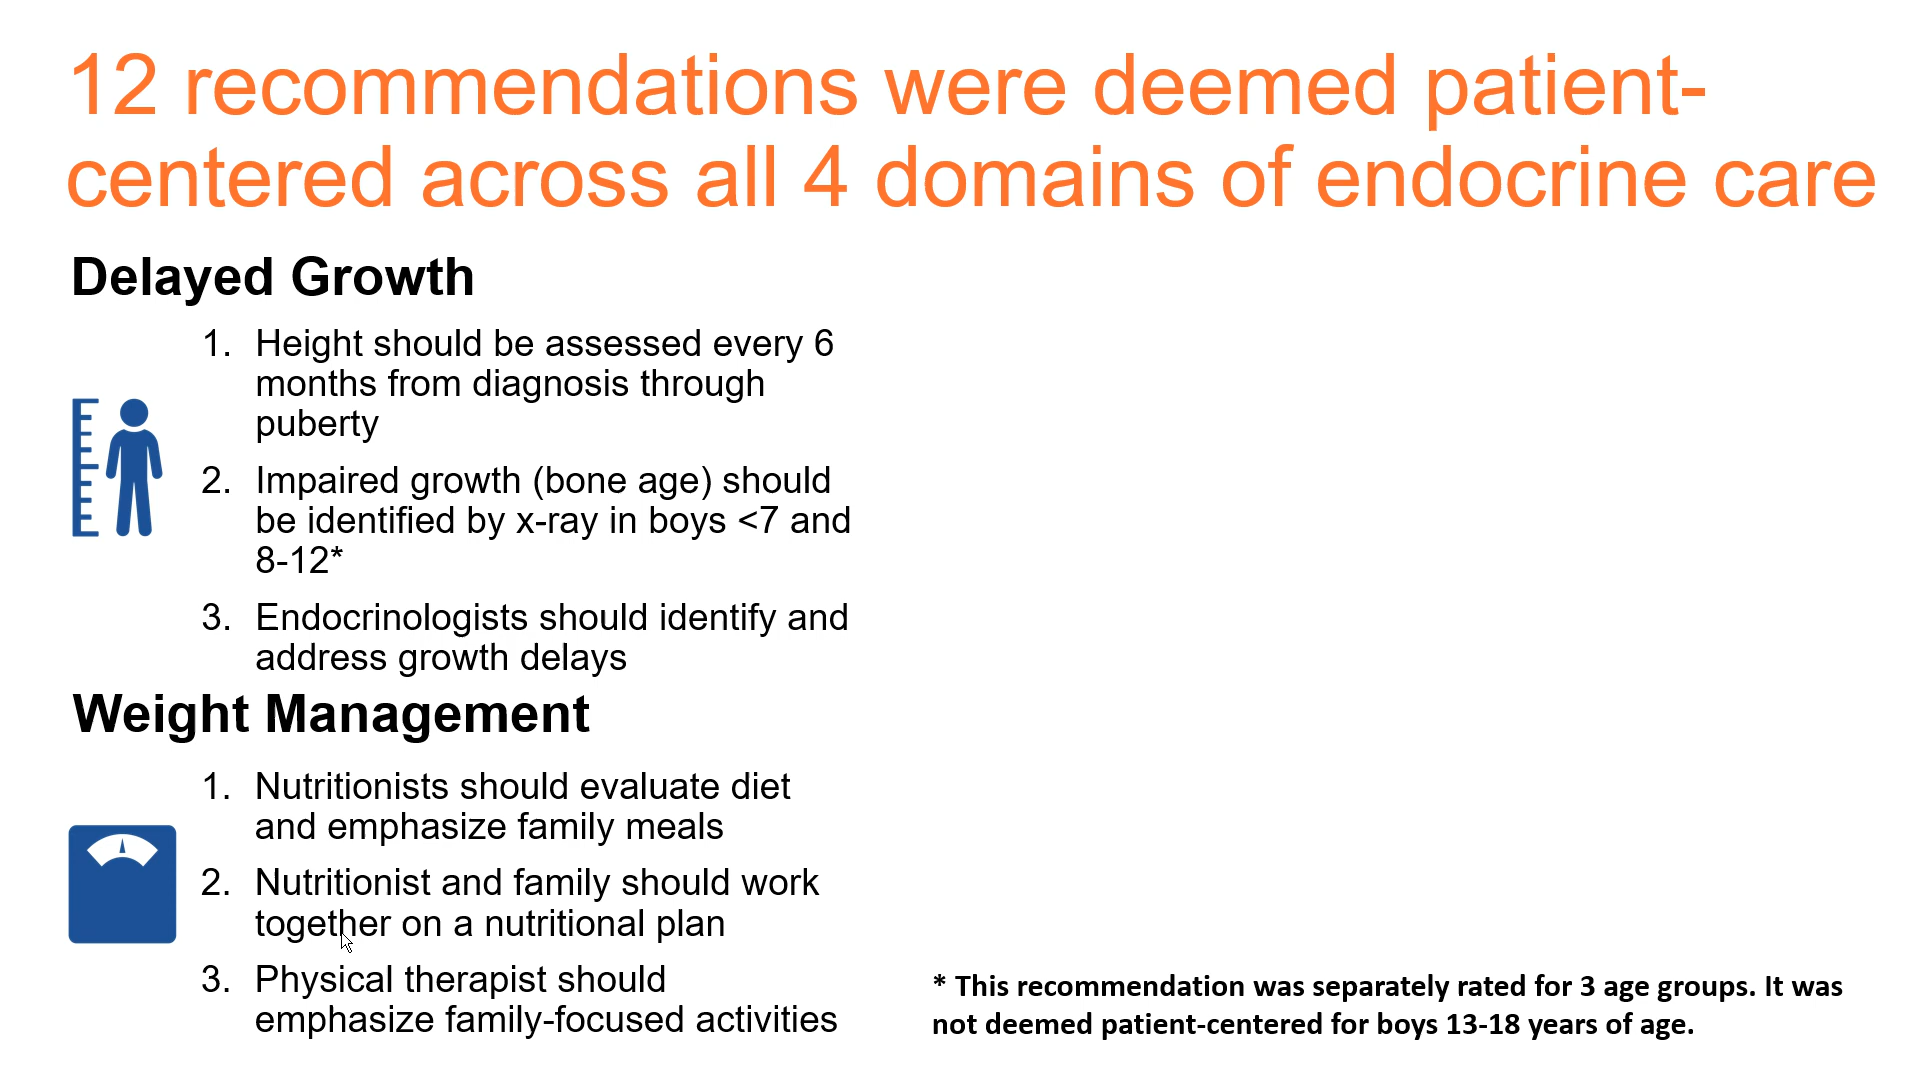 12 recommendations were deemed patient-
centered across all 4 domains of endocrine care
Delayed Growth
1. Height should be assessed every 6
months from diagnosis through
puberty
2. Impaired growth (bone age) should
be identified by x-ray in boys <7 and
8-12*
3. Endocrinologists should identify and
address growth delays
Weight Management
1. Nutritionists should evaluate diet
and emphasize family meals
2. Nutritionist and family should work
together on a nutritional plan
3. Physical therapist should
emphasize family-focused activities
* This recommendation was separately rated for 3 age groups. It was
not deemed patient-centered for boys 13-18 years of age.